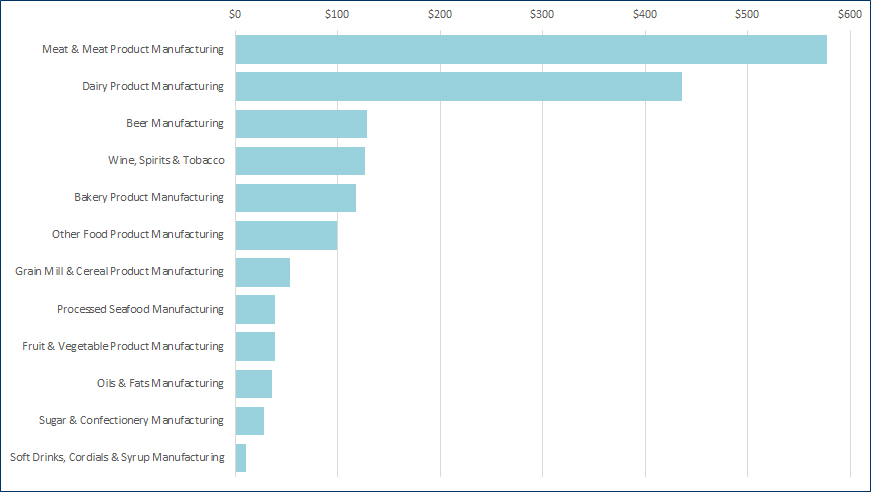 $0 $100 $200 $300 $400 $500 $600
Meat & Meat Product Manufacturing
Dairy Product Manufacturing
Beer Manufacturing
Wine, Spirits & Tobacco
Bakery Product Manufacturing
Other Food Product Manufacturing
Grain Mill & Cereal Product Manufacturing
Processed Seafood Manufacturing
Fruit & Vegetable Product Manufacturing
Oils & Fats Manufacturing
Sugar & Confectionery Manufacturing
Soft Drinks, Cordials & Syrup Manufacturing